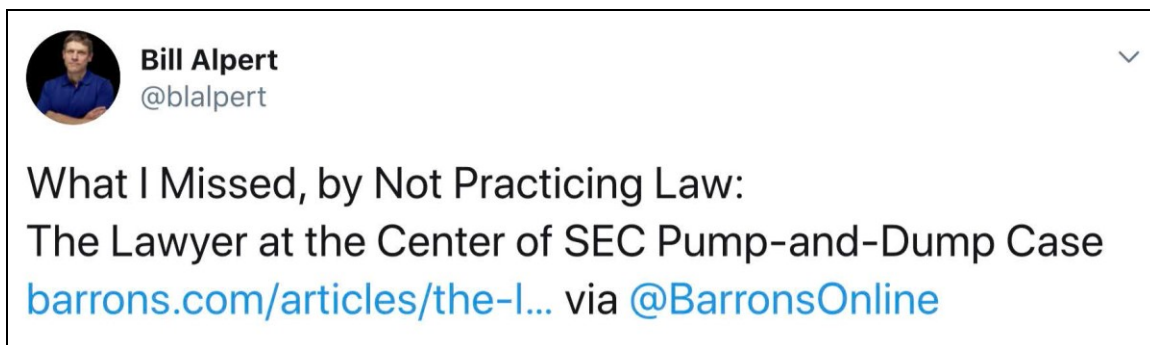 Bill Alpert
@blalpert
What I Missed, by Not Practicing Law:
The Lawyer at the Center of SEC Pump-and-Dump Case
barrons.com/articles/the-l... via @BarronsOnline